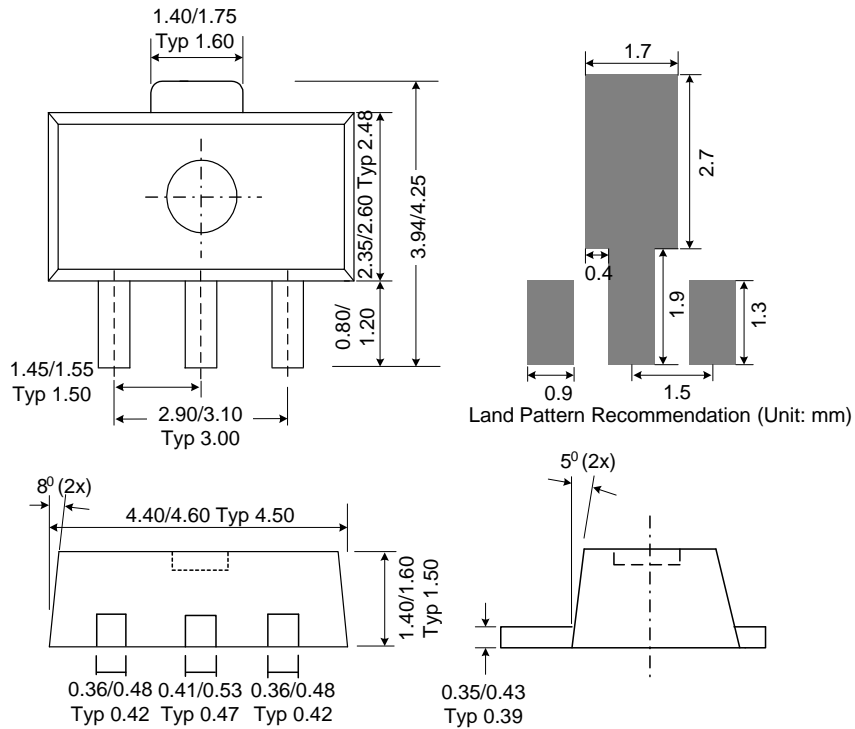 1.40/1.75
Typ 1.60
2.35/2.60 Typ 2.48
3.94/4.25
0.80/
1.20
1.45/1.55
Typ 1.50
2.90/3.10
Typ 3.00
1.7
2.7
0.4
1.9
1.3
0.9
1.5
Land Pattern Recommendation (Unit: mm)
8⁰ (2x)
4.40/4.60 Typ 4.50
1.40/1.60
Typ 1.50
0.36/0.48 0.41/0.53 0.36/0.48
Typ 0.42 Typ 0.47 Typ 0.42
5⁰ (2x)
0.35/0.43
Typ 0.39